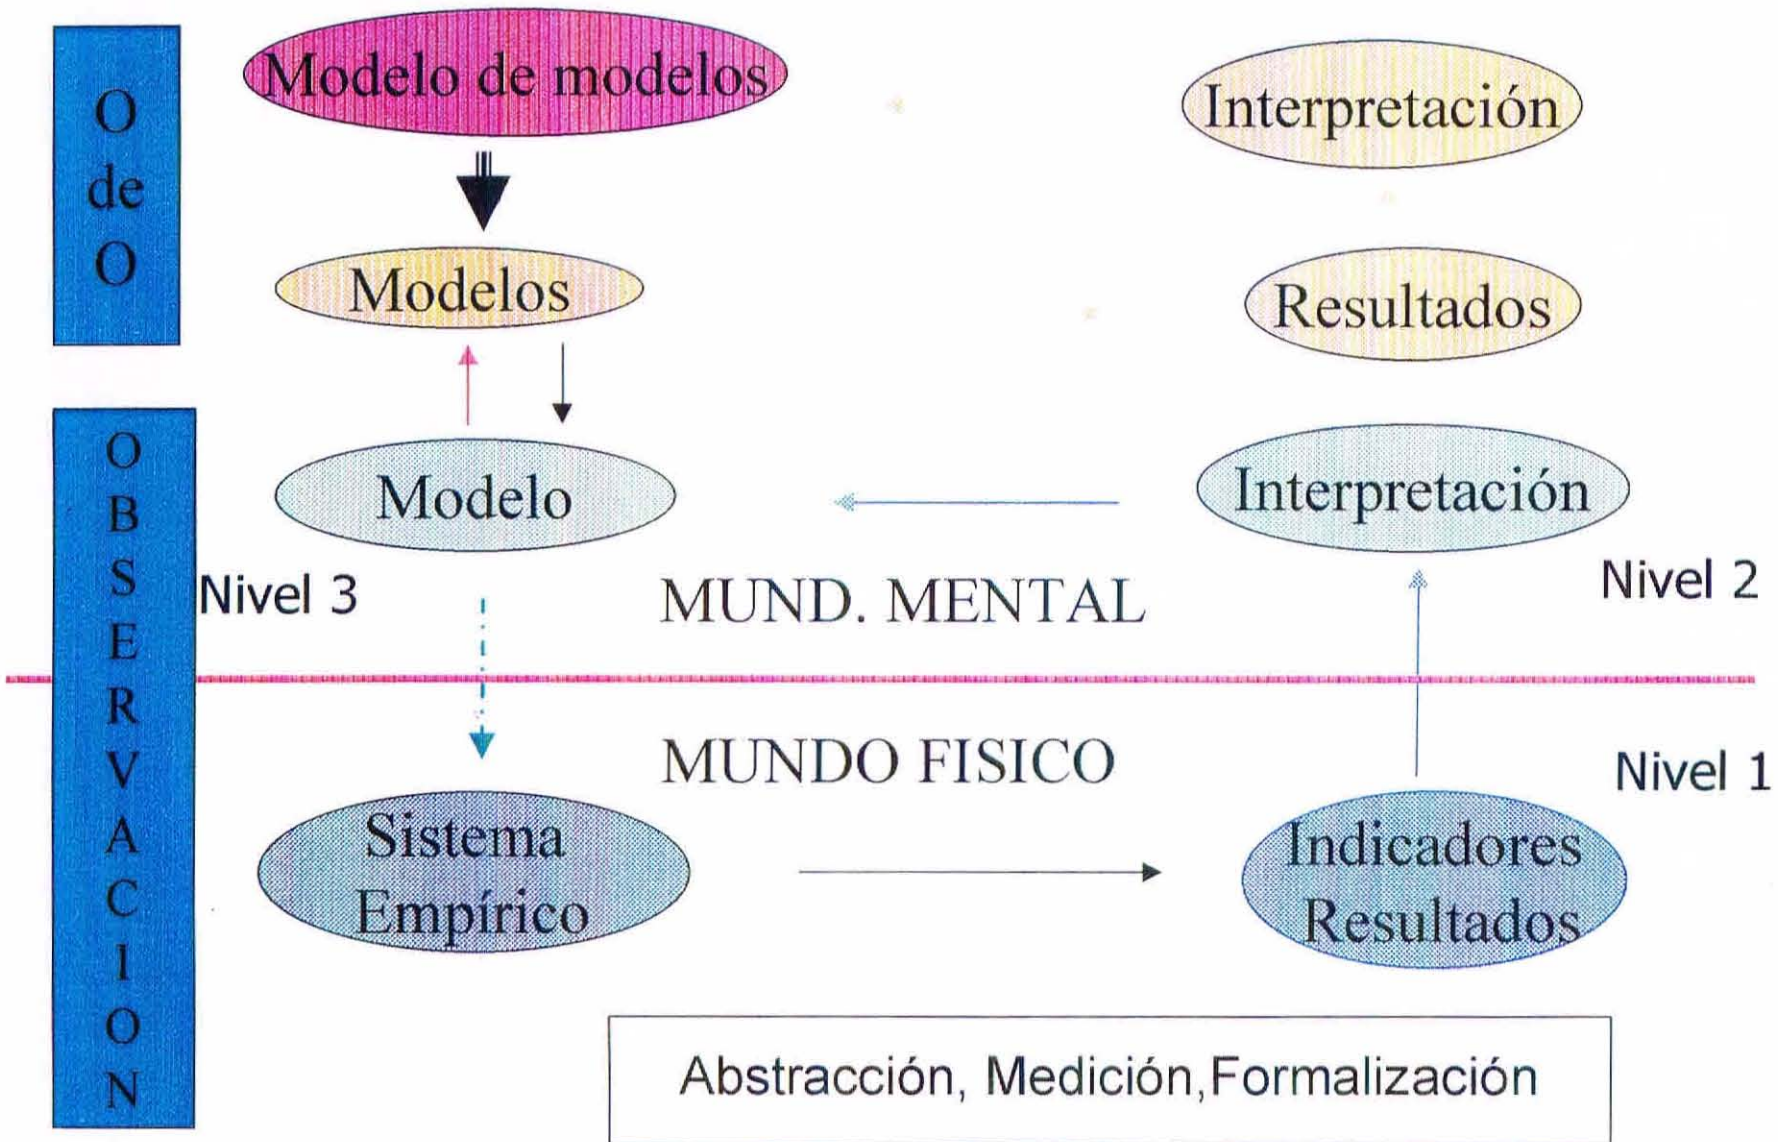 O
de
O
Modelo de modelos
Interpretación
Modelos
Resultados
O
B
S
E
R
V
A
C
I
O
N
Modelo
Interpretación
Nivel 3
MUND. MENTAL
Nivel 2
MUNDO FISICO
Nivel 1
Sistema
Empírico
Indicadores
Resultados
Abstracción, Medición,Formalización